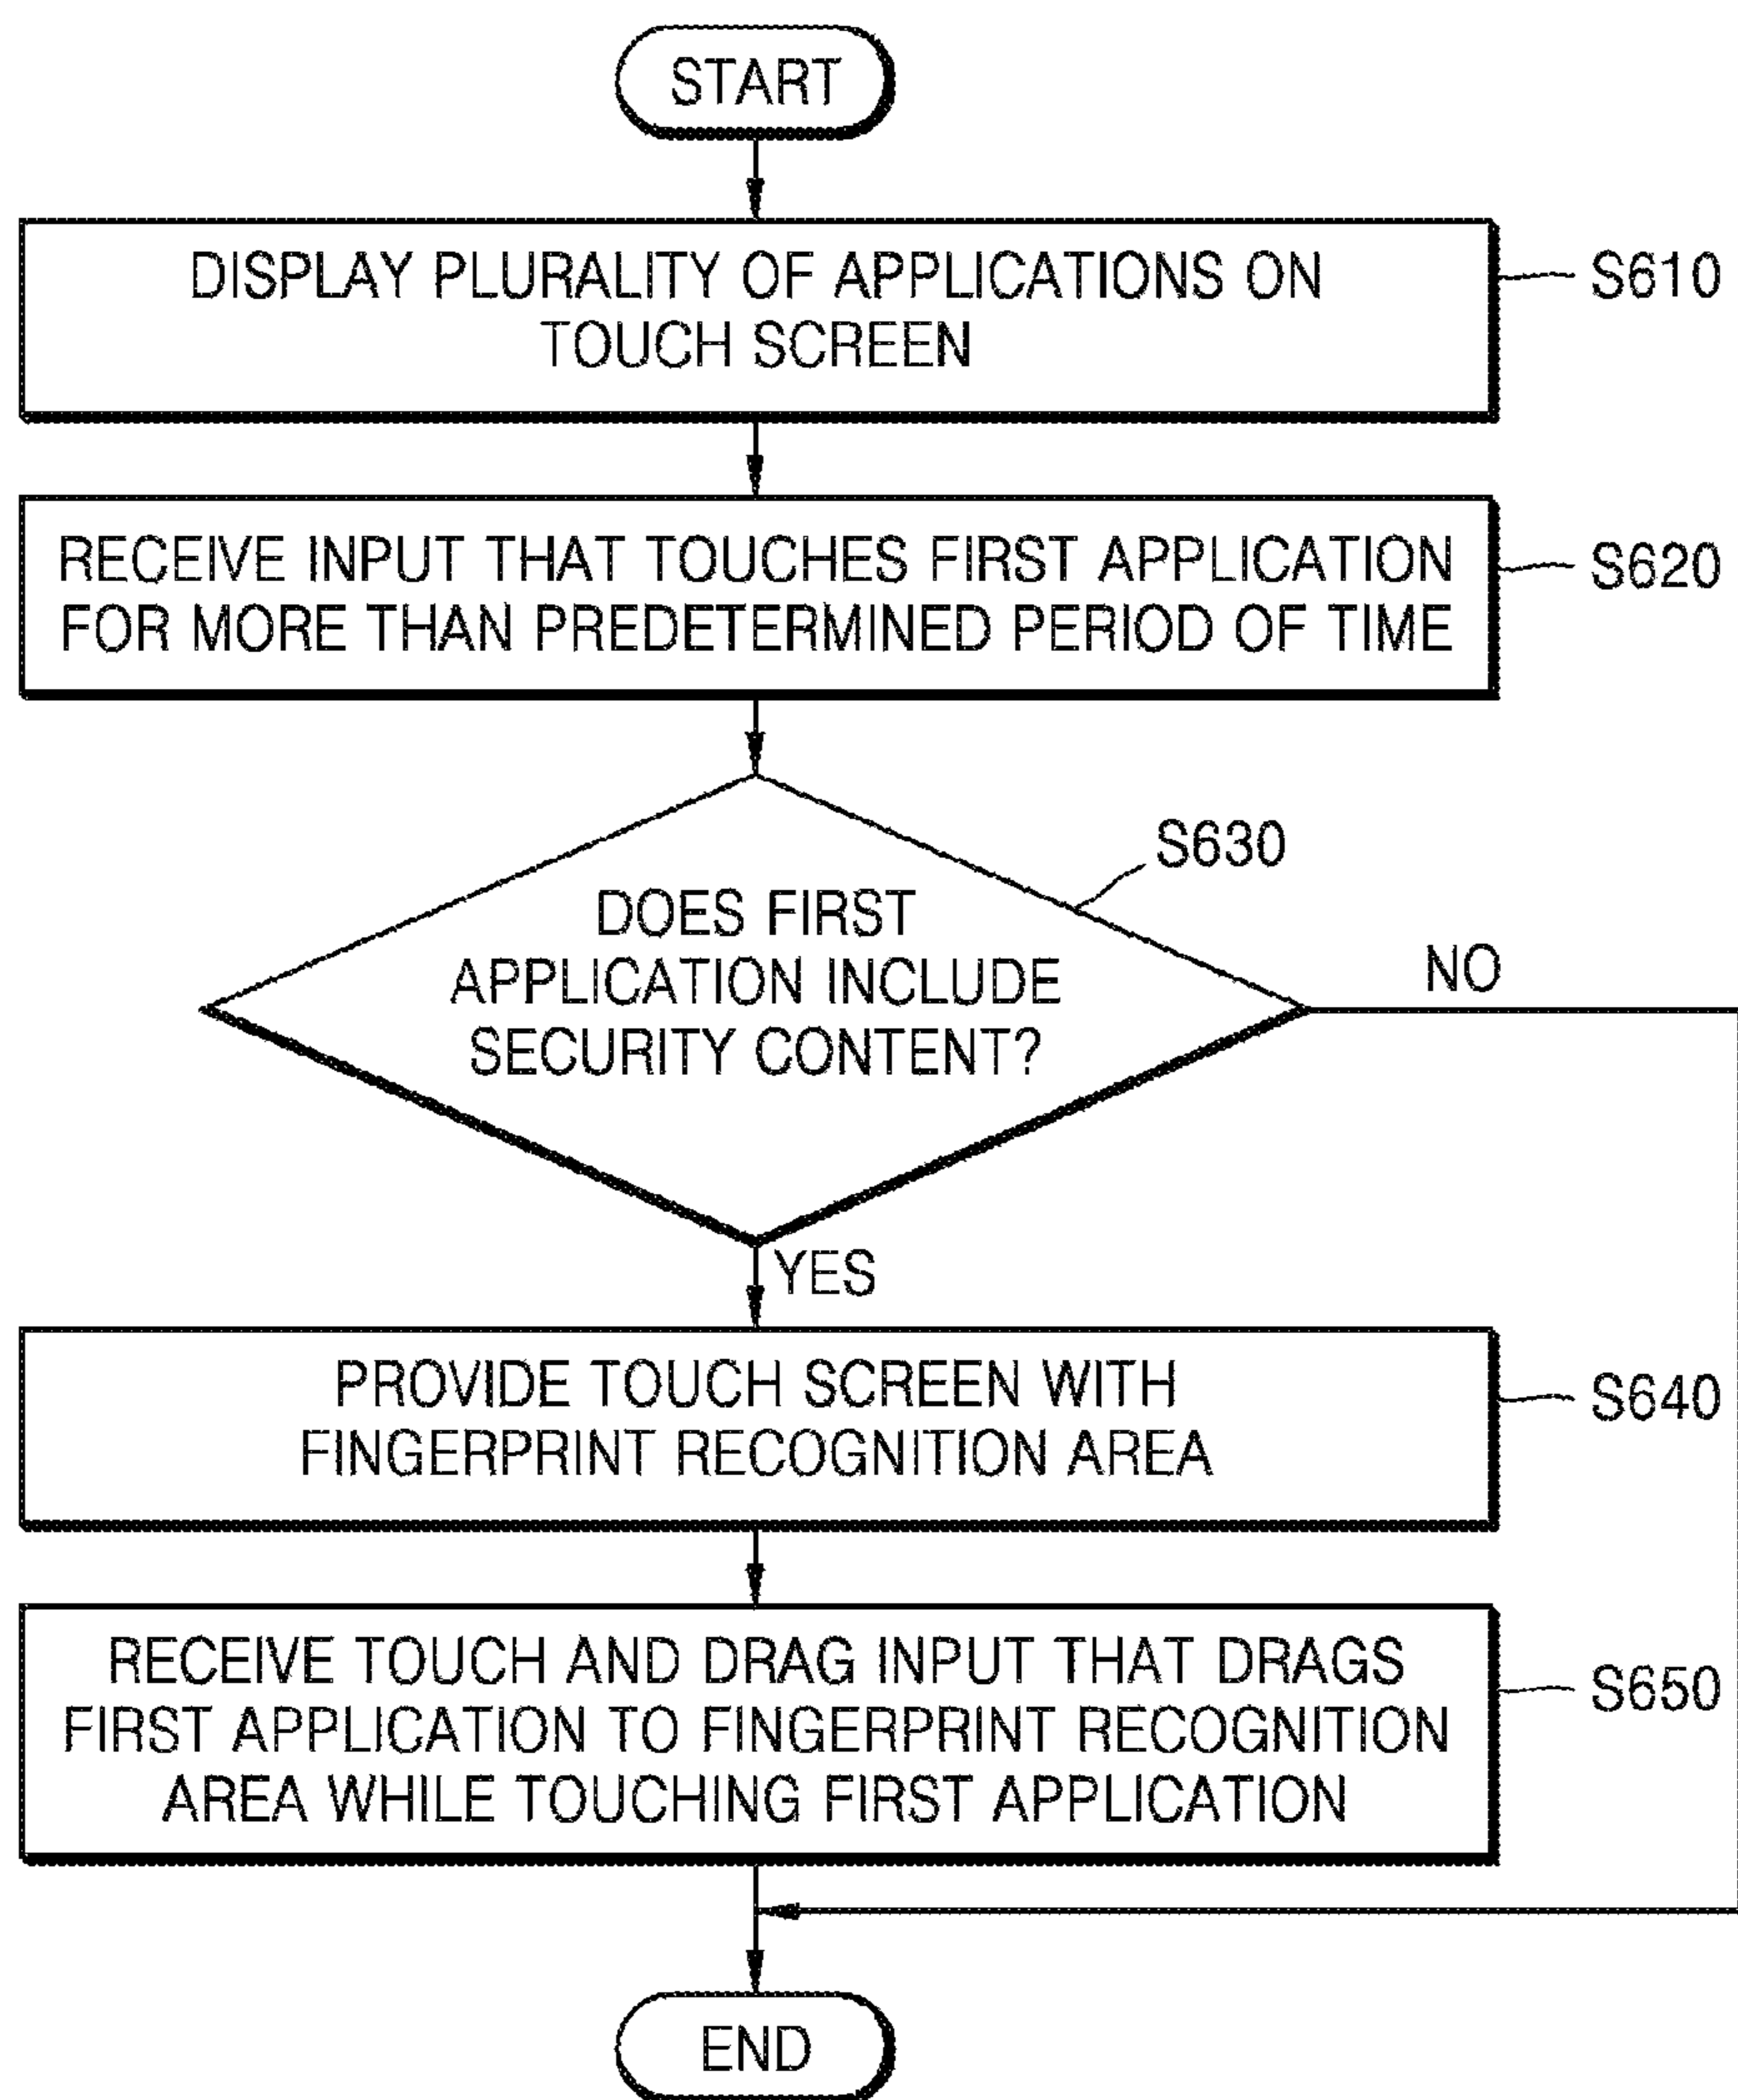 START
DISPLAY PLURALITY OF APPLICATIONS ON
TOUCH SCREEN
S610
RECEIVE INPUT THAT TOUCHES FIRST APPLICATION
FOR MORE THAN PREDETERMINED PERIOD OF TIME
S620
S630
DOES FIRST
APPLICATION INCLUDE
SECURITY CONTENT?
NO
YES
PROVIDE TOUCH SCREEN WITH
FINGERPRINT RECOGNITION AREA
S640
RECEIVE TOUCH AND DRAG INPUT THAT DRAGS
FIRST APPLICATION TO FINGERPRINT RECOGNITION
AREA WHILE TOUCHING FIRST APPLICATION
S650
END